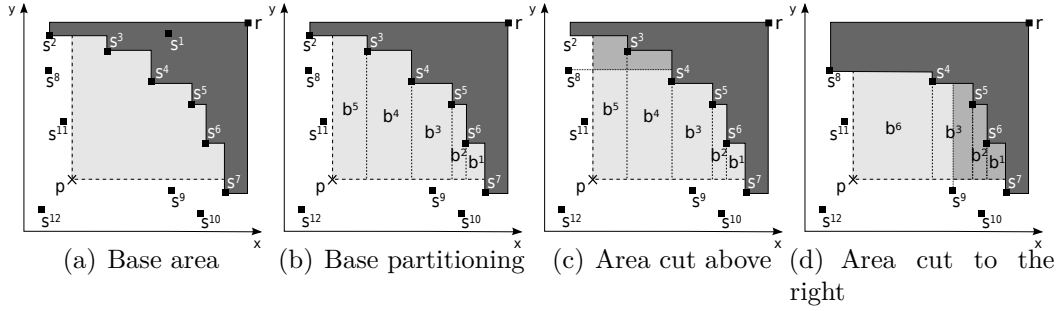 y
r
s²
s³
s¹
s⁴
s⁸
s⁵
s¹¹
s⁶
p
s⁷
s⁹
s¹²
s¹⁰
x
(a) Base area
y
r
s²
s³
s⁸
s⁴
b⁵
b⁴
s⁵
s¹¹
b³
s⁶
b²
b¹
p
s⁷
s⁹
s¹²
s¹⁰
x
(b) Base partitioning
y
r
s²
s³
s⁸
s⁴
b⁵
b⁴
s⁵
s¹¹
b³
s⁶
b²
b¹
p
s⁷
s⁹
s¹²
s¹⁰
x
(c) Area cut above
y
r
s⁸
s⁴
s⁵
s¹¹
b⁶
b³
s⁶
b²
b¹
p
s⁷
s⁹
s¹²
s¹⁰
x
(d) Area cut to the
right